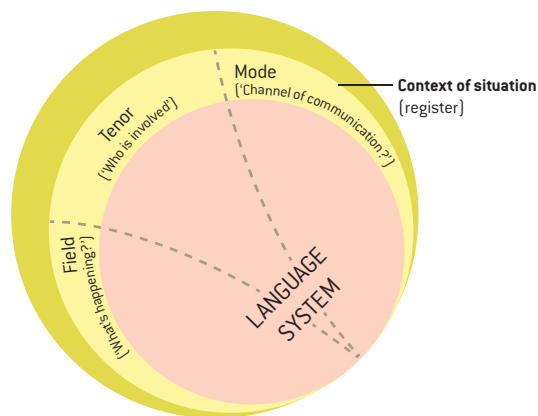 Mode
('Channel of communication?')
Context of situation
(register)
Tenor
('Who is involved')
Field
('What's happening?')
LANGUAGE
SYSTEM